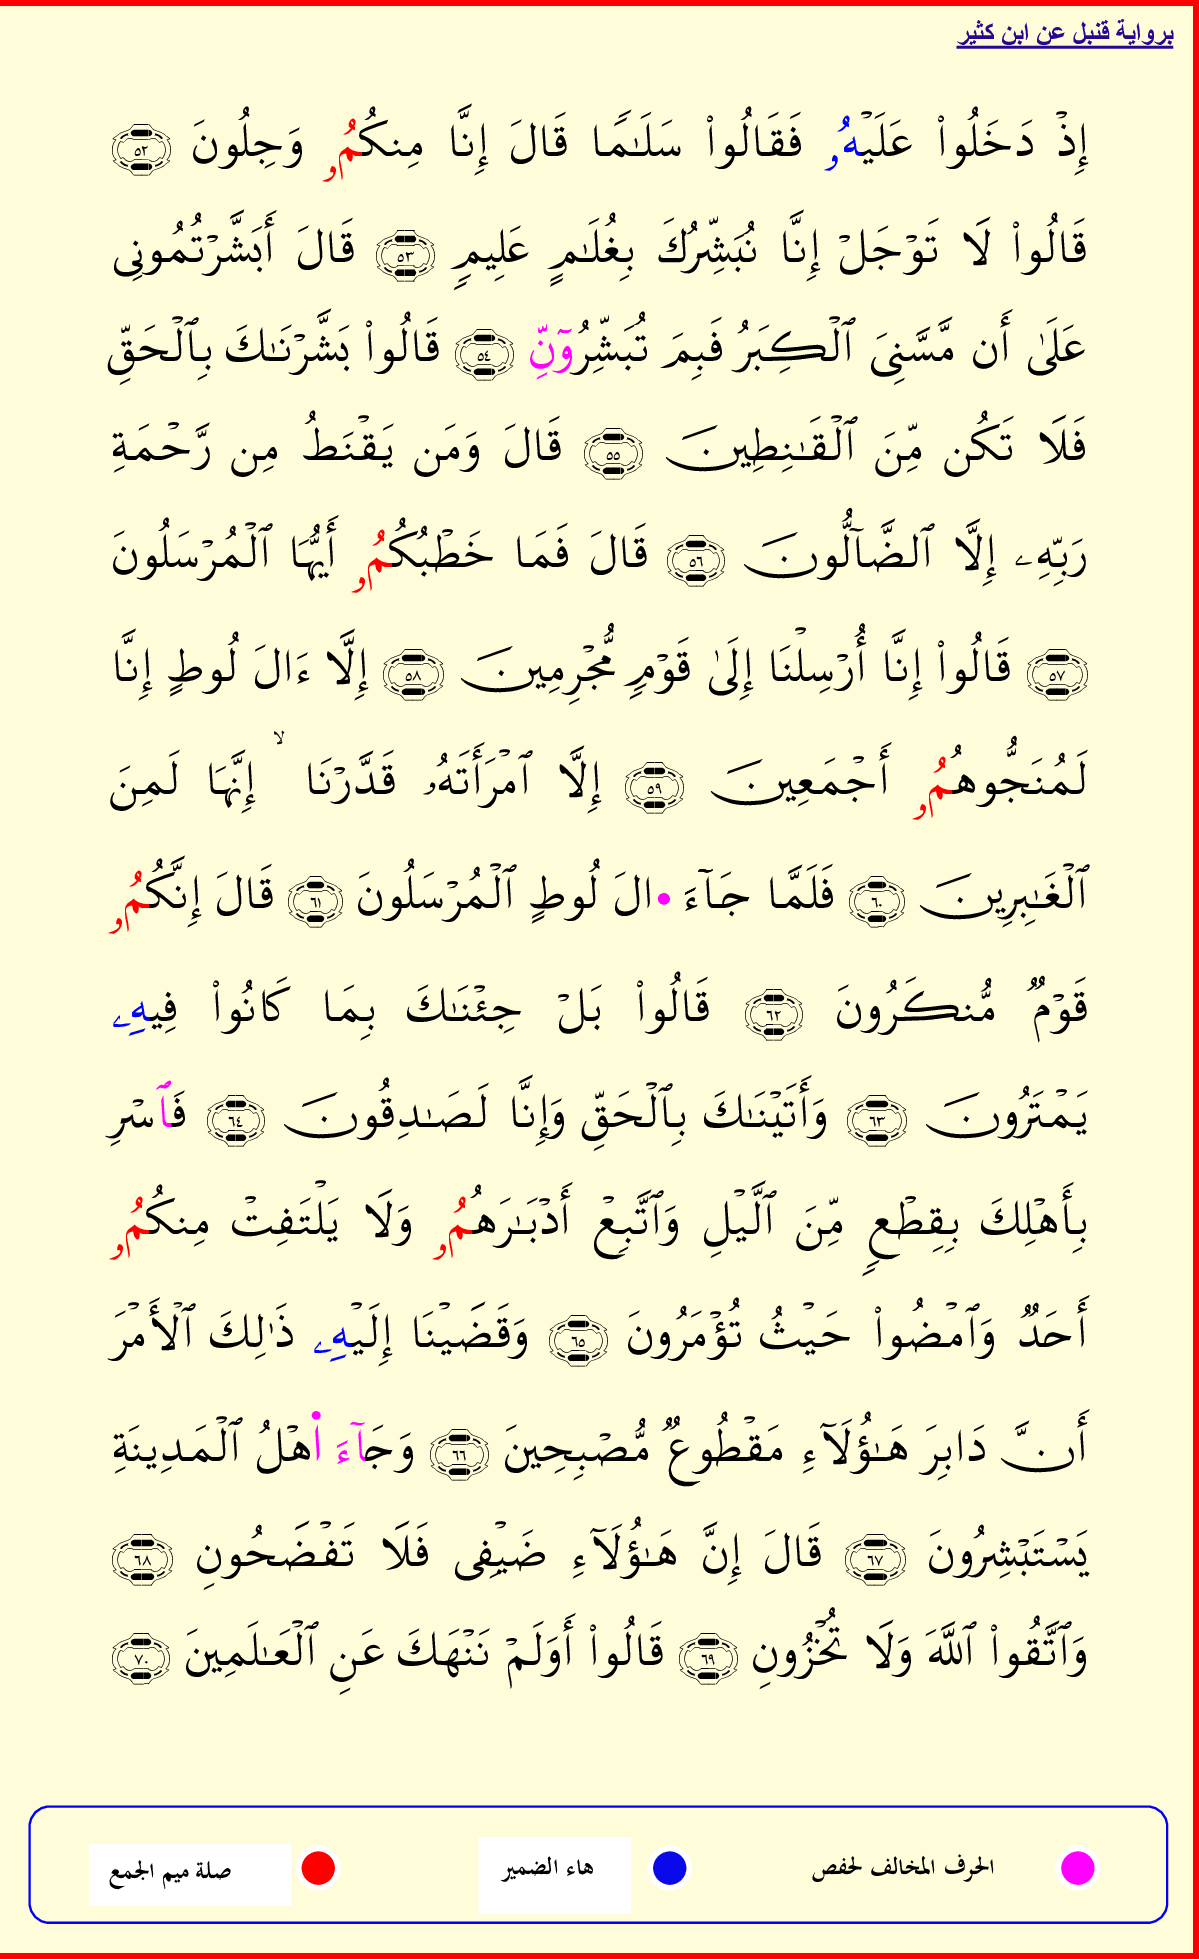 برواية قنبل عن ابن كثير
إِذْ دَخَلُوا۟ عَلَيْهُۥ فَقَالُوا۟ سَلَـٰمًا قَالَ إِنَّا مِنكُمُۥ وَجِلُونَ ٥٢
قَالُوا۟ لَا تَوْجَلْ إِنَّا نُبَشِّرُكَ بِغُلَـٰمٍ عَلِيمٍ ٥٣ قَالَ أَبَشَّرْتُمُونِى
عَلَىٰ أَن مَّسَّنِىَ ٱلْكِبَرُ فَبِمَ تُبَشِّرُوٓنِّ ٥٤ قَالُوا۟ بَشَّرْنَـٰكَ بِٱلْحَقِّ
فَلَا تَكُن مِّنَ ٱلْقَـٰنِطِينَ ٥٥ قَالَ وَمَن يَقْنَطُ مِن رَّحْمَةِ
رَبِّهِۦ إِلَّا ٱلضَّآلُّونَ ٥٦ قَالَ فَمَا خَطْبُكُمُۥ أَيُّهَا ٱلْمُرْسَلُونَ
٥٧ قَالُوا۟ إِنَّا أُرْسِلْنَا إِلَىٰ قَوْمٍ مُّجْرِمِينَ ٥٨ إِلَّا ءَالَ لُوطٍ إِنَّا
لَمُنَجُّوهُمُۥ أَجْمَعِينَ ٥٩ إِلَّا ٱمْرَأَتَهُۥ قَدَّرْنَا ۙ إِنَّهَا لَمِنَ
ٱلْغَـٰبِرِينَ ٦٠ فَلَمَّا جَآءَ •الَ لُوطٍ ٱلْمُرْسَلُونَ ٦١ قَالَ إِنَّكُمُۥ
قَوْمٌ مُّنكَرُونَ ٦٢ قَالُوا۟ بَلْ جِئْنَـٰكَ بِمَا كَانُوا۟ فِيهِۦ
يَمْتَرُونَ ٦٣ وَأَتَيْنَـٰكَ بِٱلْحَقِّ وَإِنَّا لَصَـٰدِقُونَ ٦٤ فَٱسْرِ
بِأَهْلِكَ بِقِطْعٍ مِّنَ ٱلَّيْلِ وَٱتَّبِعْ أَدْبَـٰرَهُمُۥ وَلَا يَلْتَفِتْ مِنكُمُۥ
أَحَدٌ وَٱمْضُوا۟ حَيْثُ تُؤْمَرُونَ ٦٥ وَقَضَيْنَا إِلَيْهِۦ ذَٰلِكَ ٱلْأَمْرَ
أَنَّ دَابِرَ هَـٰؤُلَآءِ مَقْطُوعٌ مُّصْبِحِينَ ٦٦ وَجَآءَ ا۬هْلُ ٱلْمَدِينَةِ
يَسْتَبْشِرُونَ ٦٧ قَالَ إِنَّ هَـٰؤُلَآءِ ضَيْفِى فَلَا تَفْضَحُونِ ٦٨
وَٱتَّقُوا۟ ٱللَّهَ وَلَا تُخْزُونِ ٦٩ قَالُوا۟ أَوَلَمْ نَنْهَكَ عَنِ ٱلْعَـٰلَمِينَ ٧٠
الحرف المخالف لحفص
هاء الضمير
صلة ميم الجمع